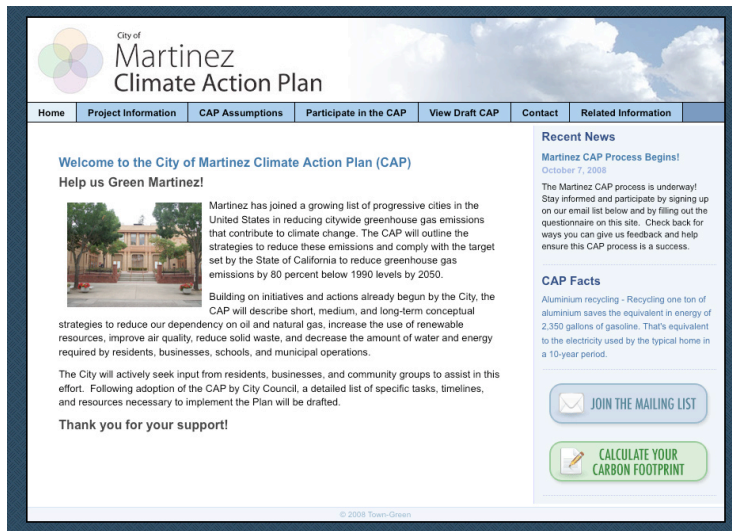 City of
Martinez
Climate Action Plan
Home Project Information CAP Assumptions Participate in the CAP View Draft CAP Contact Related Information
Welcome to the City of Martinez Climate Action Plan (CAP)
Help us Green Martinez!
Martinez has joined a growing list of progressive cities in the
United States in reducing citywide greenhouse gas emissions
that contribute to climate change. The CAP will outline the
strategies to reduce these emissions and comply with the target
set by the State of California to reduce greenhouse gas
emissions by 80 percent below 1990 levels by 2050.
Building on initiatives and actions already begun by the City, the
CAP will describe short, medium, and long-term conceptual
strategies to reduce our dependency on oil and natural gas, increase the use of renewable
resources, improve air quality, reduce solid waste, and decrease the amount of water and energy
required by residents, businesses, schools, and municipal operations.
The City will actively seek input from residents, businesses, and community groups to assist in this
effort. Following adoption of the CAP by City Council, a detailed list of specific tasks, timelines,
and resources necessary to implement the Plan will be drafted.
Thank you for your support!
Recent News
Martinez CAP Process Begins!
October 7, 2008
The Martinez CAP process is underway!
Stay informed and participate by signing up
on our email list below and by filling out the
questionnaire on this site. Check back for
ways you can give us feedback and help
ensure this CAP process is a success.
CAP Facts
Aluminium recycling - Recycling one ton of
aluminium saves the equivalent in energy of
2,350 gallons of gasoline. That's equivalent
to the electricity used by the typical home in
a 10-year period.
JOIN THE MAILING LIST
CALCULATE YOUR
CARBON FOOTPRINT
© 2008 Town-Green